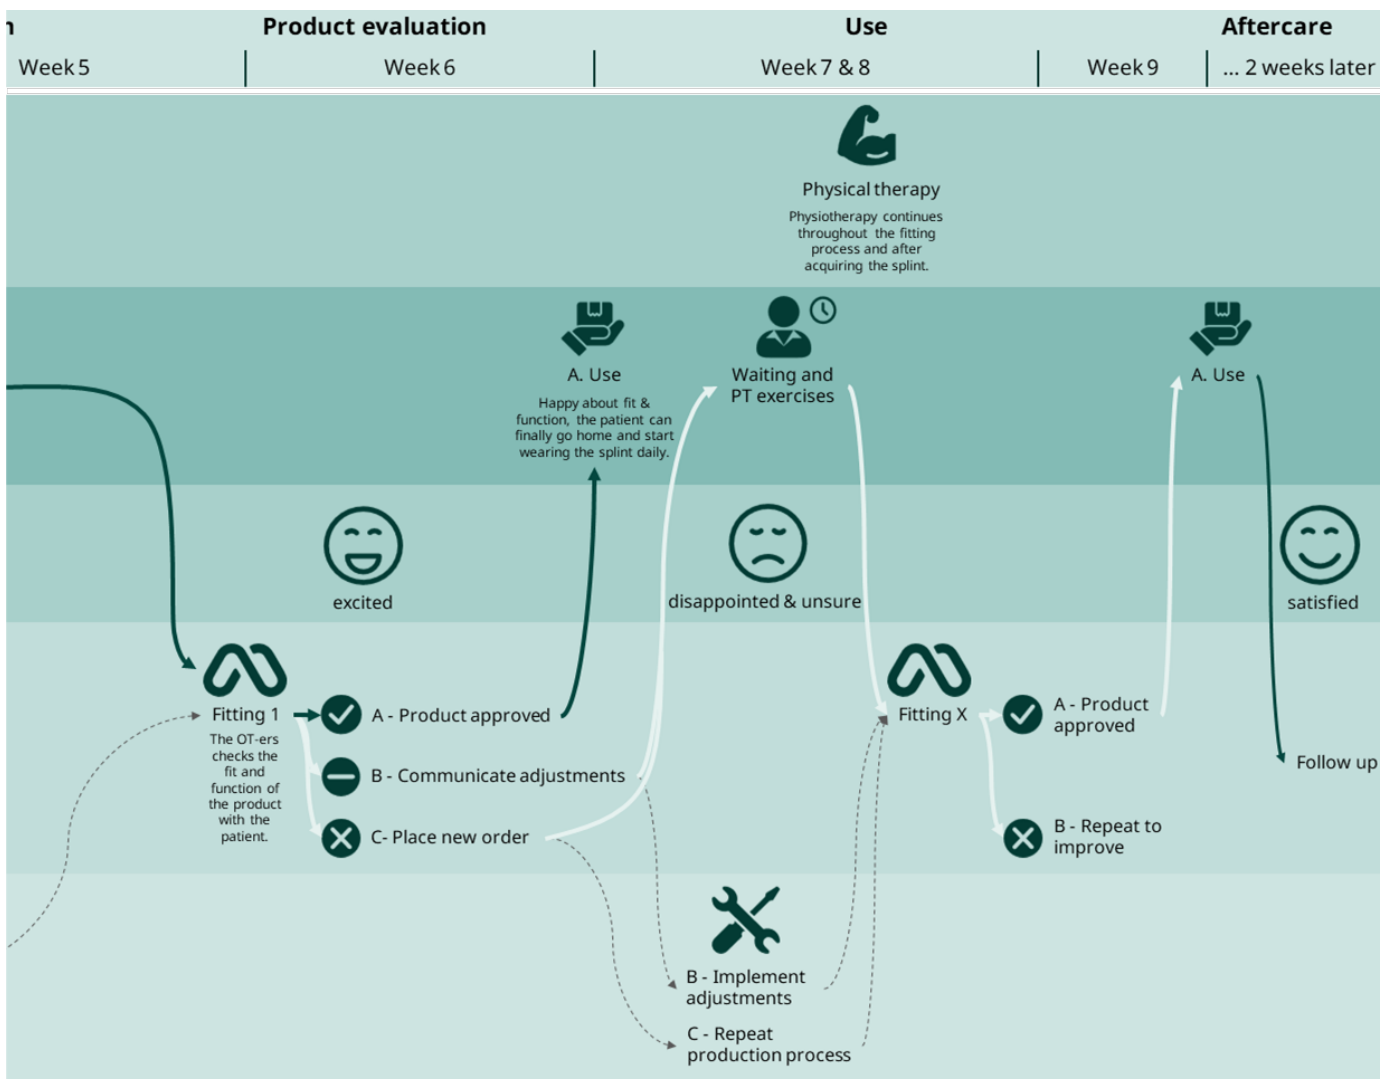 n
Product evaluation
Use
Aftercare
Week 5
Week 6
Week 7 & 8
Week 9
... 2 weeks later
Physical therapy
Physiotherapy continues
throughout the fitting
process and after
acquiring the splint.
A. Use
Happy about fit &
function, the patient can
finally go home and start
wearing the splint daily.
Waiting and
PT exercises
A. Use
excited
disappointed & unsure
satisfied
Fitting 1
The OT-ers
checks the
fit and
function of
the product
with the
patient.
A - Product approved
B - Communicate adjustments
C- Place new order
Fitting X
A - Product
approved
B - Repeat to
improve
Follow up
B - Implement
adjustments
C - Repeat
production process